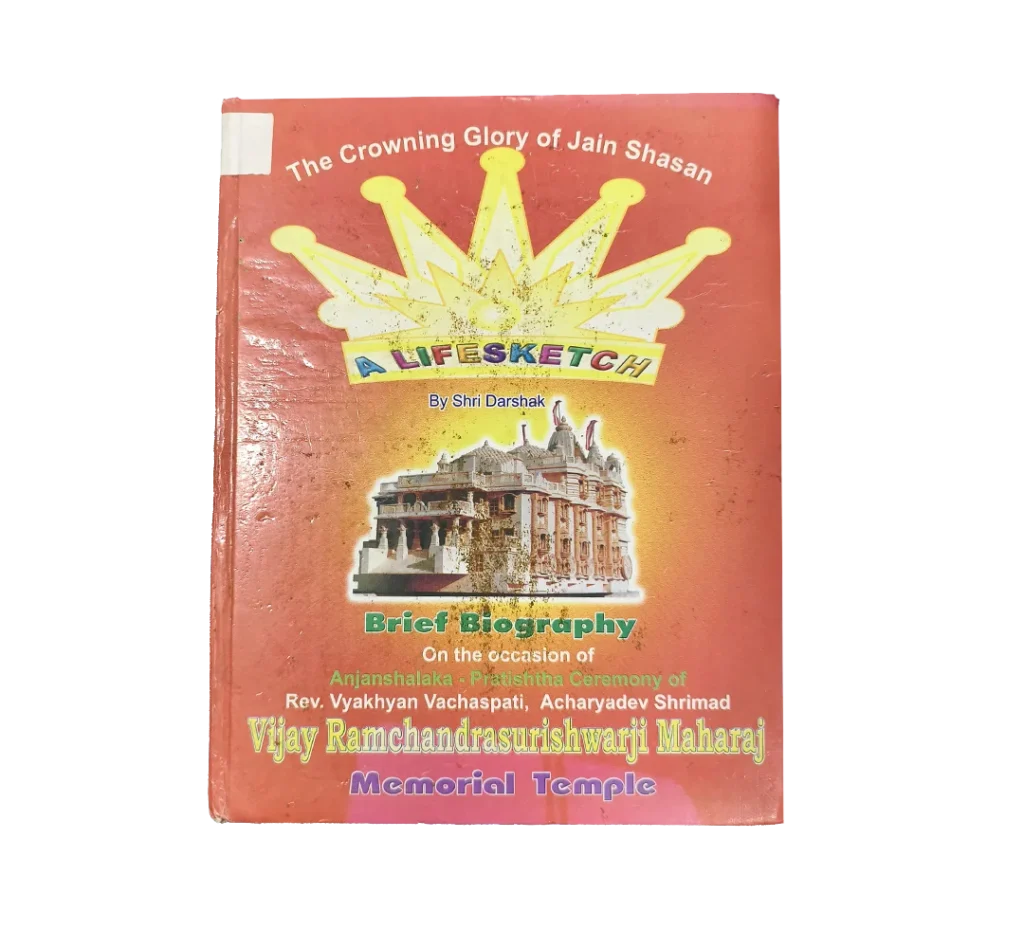 The Crowning Glory of Jain Shasan
A LIFESKETCH
By Shri Darshak
Brief Biography
On the occasion of
Anjanshalaka - Pratishtha Ceremony of
Rev. Vyakhyan Vachaspati, Acharyadev Shrimad
Vijay Ramchandrasurishwarji Maharaj
Memorial Temple